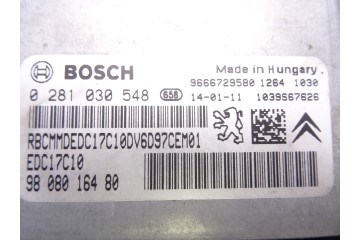 BOSCH
Made in Hungary
9666729580 1264 1030
0 281 030 548 658 14-01-11 1039S67626
RBCMMDEDC17C10DV6D97CEM01
EDC17C10
98 080 164 80